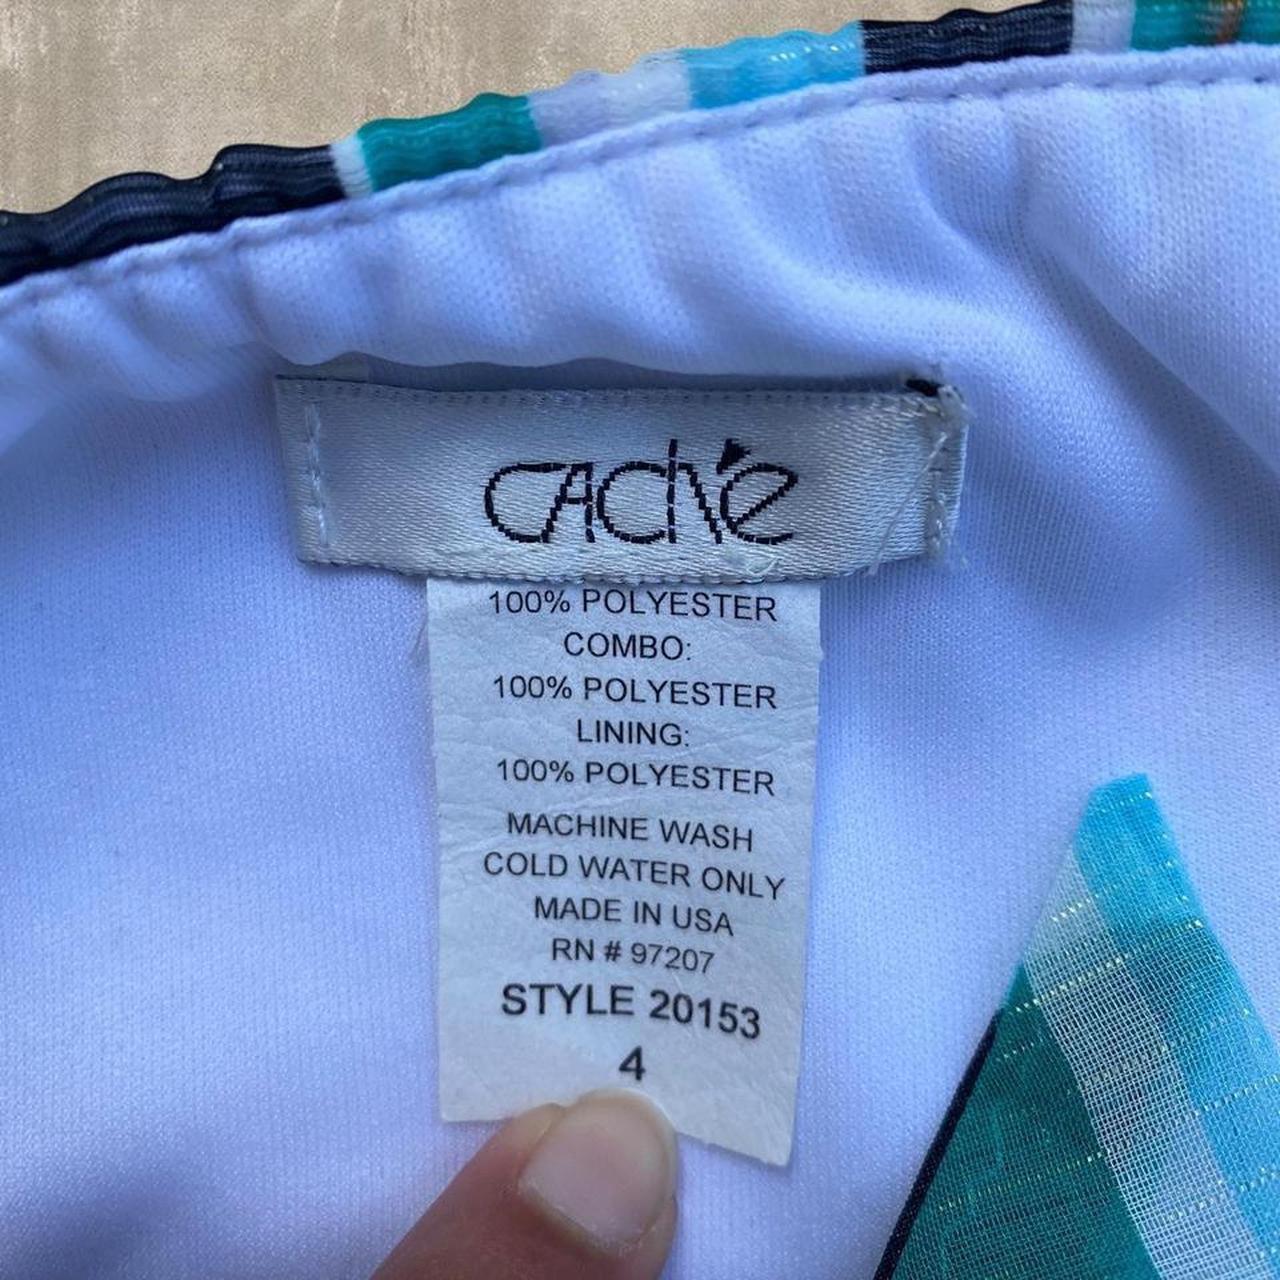 caché
100% POLYESTER
COMBO:
100% POLYESTER
LINING:
100% POLYESTER
MACHINE WASH
COLD WATER ONLY
MADE IN USA
RN # 97207
STYLE 20153
4